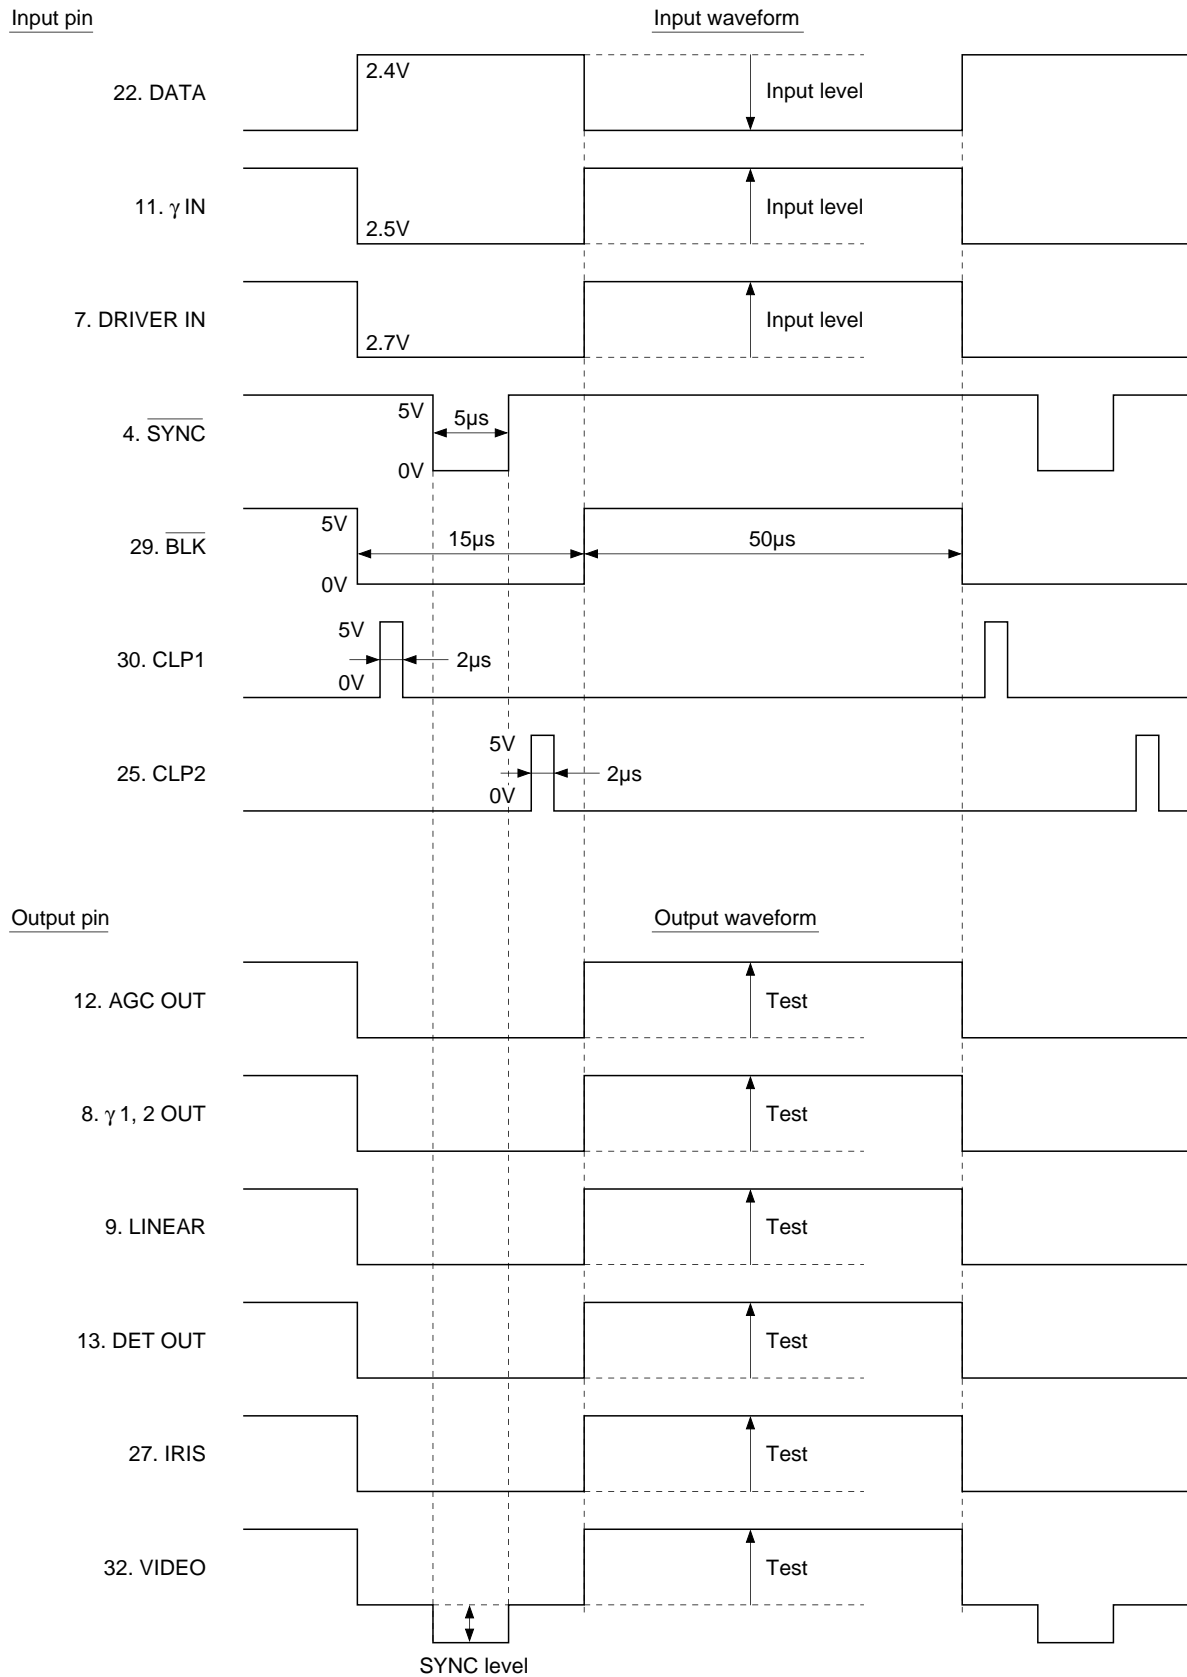 Input pin
Input waveform
22. DATA
2.4V
Input level
11. γ IN
2.5V
Input level
7. DRIVER IN
2.7V
Input level
4. SYNC
5V
5µs
0V
29. BLK
5V
15µs
50µs
0V
30. CLP1
5V
2µs
0V
25. CLP2
5V
2µs
0V
Output pin
Output waveform
12. AGC OUT
Test
8. γ 1, 2 OUT
Test
9. LINEAR
Test
13. DET OUT
Test
27. IRIS
Test
32. VIDEO
Test
SYNC level